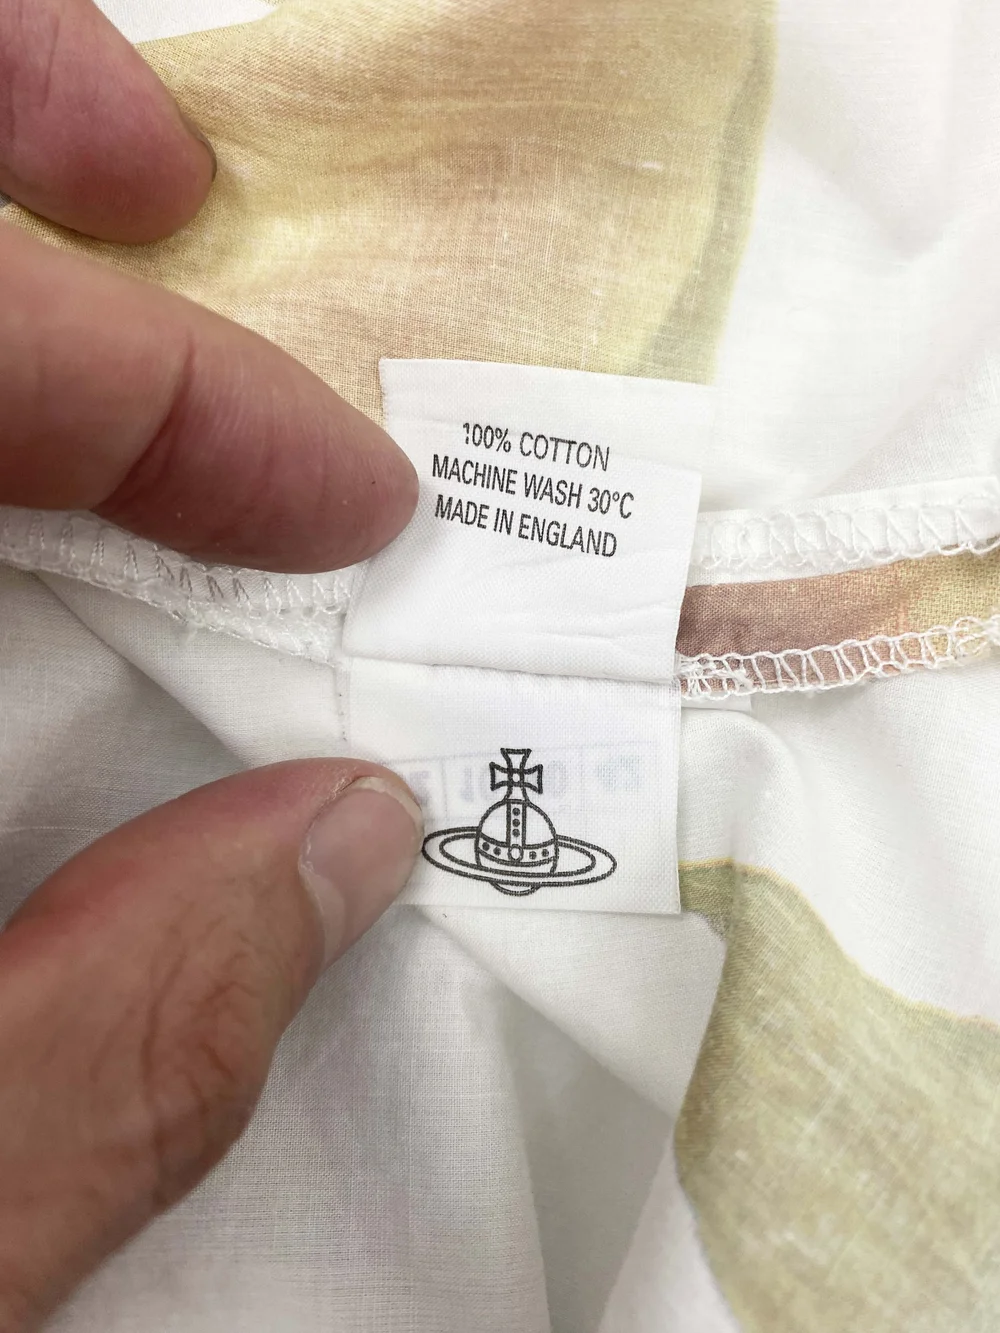 100% COTTON
MACHINE WASH 30°C
MADE IN ENGLAND